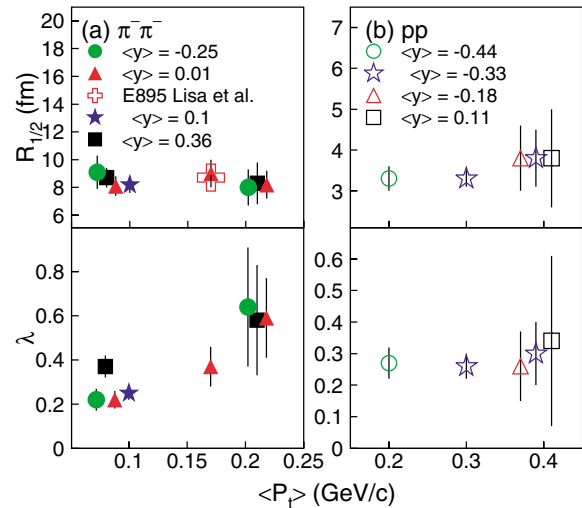 (a) π⁻π⁻
<y> = -0.25
<y> = 0.01
E895 Lisa et al.
<y> = 0.1
<y> = 0.36
R1/2 (fm)
20
18
16
14
12
10
8
6
(b) pp
<y> = -0.44
<y> = -0.33
<y> = -0.18
<y> = 0.11
7
6
5
4
3
λ
0.8
0.6
0.4
0.2
0
0.5
0.4
0.3
0.2
0.1
0.0
0.1 0.15 0.2 0.25
0.2 0.3 0.4
<Pt> (GeV/c)